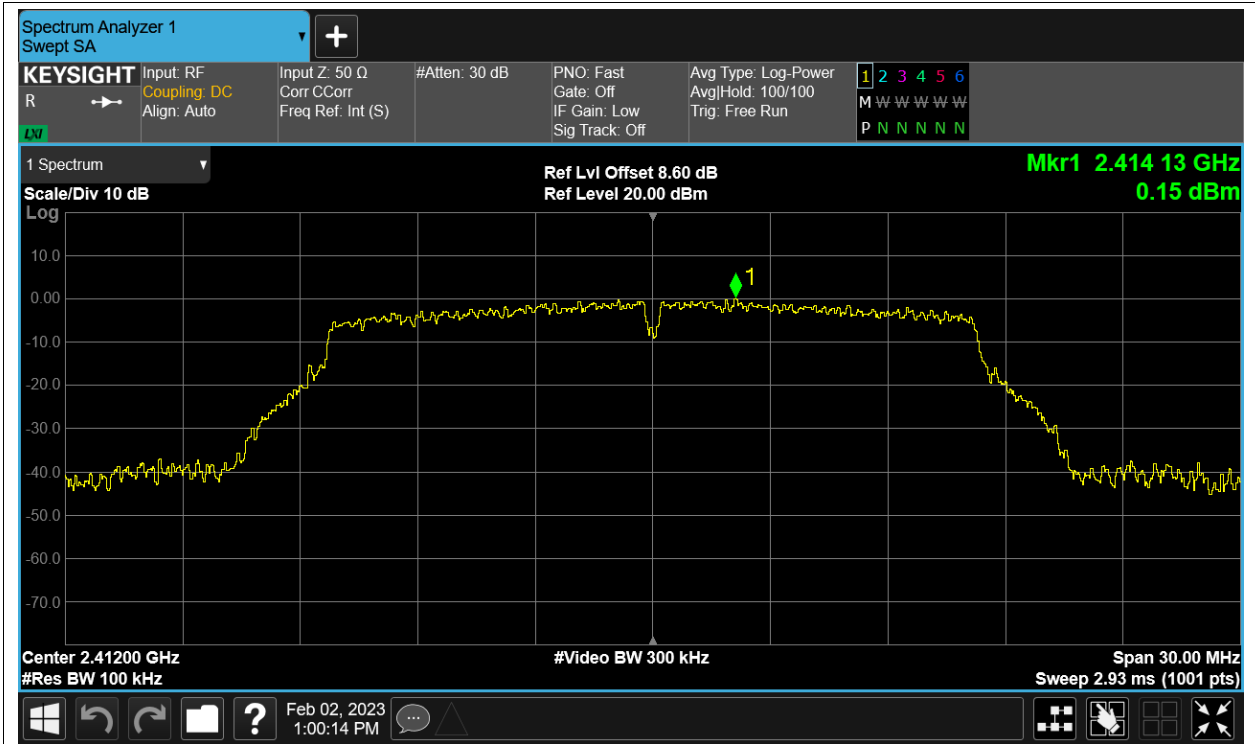 Spectrum Analyzer 1
Swept SA
KEYSIGHT
R
LXI
Input: RF
Coupling: DC
Align: Auto
Input Z: 50 Ω
Corr CCorr
Freq Ref: Int (S)
#Atten: 30 dB
PNO: Fast
Gate: Off
IF Gain: Low
Sig Track: Off
Avg Type: Log-Power
Avg|Hold: 100/100
Trig: Free Run
1 2 3 4 5 6
M W W W W W
P N N N N N
1 Spectrum
Scale/Div 10 dB
Ref Lvl Offset 8.60 dB
Ref Level 20.00 dBm
Mkr1 2.414 13 GHz
0.15 dBm
Log
10.0
0.00
-10.0
-20.0
-30.0
-40.0
-50.0
-60.0
-70.0
1
Center 2.41200 GHz
#Res BW 100 kHz
#Video BW 300 kHz
Span 30.00 MHz
Sweep 2.93 ms (1001 pts)
?
Feb 02, 2023
1:00:14 PM